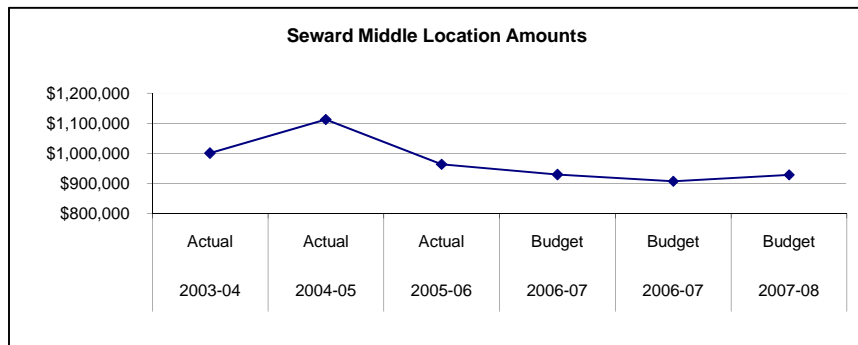 Seward Middle Location Amounts
$1,200,000
$1,100,000
$1,000,000
$900,000
$800,000
Actual Actual Actual Budget Budget Budget
2003-04 2004-05 2005-06 2006-07 2006-07 2007-08